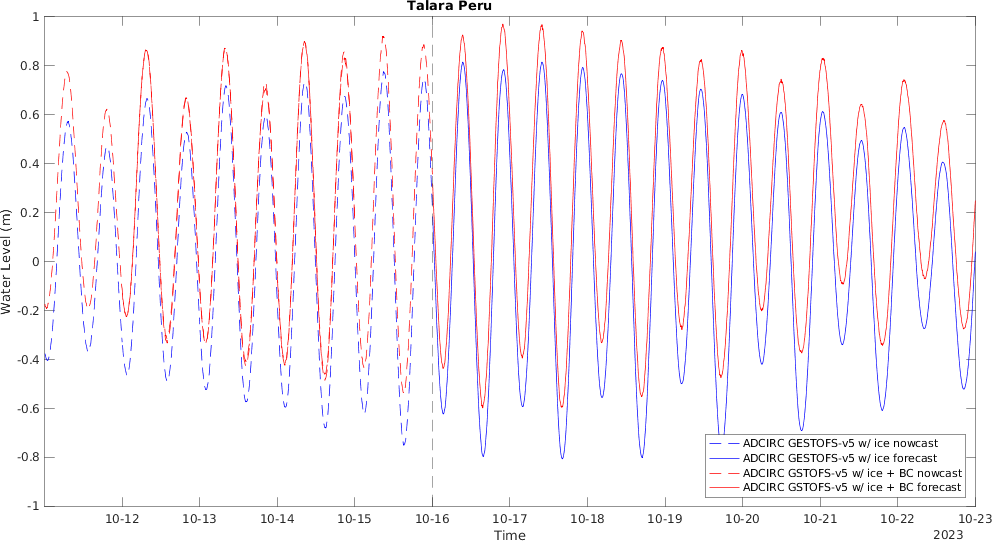 Talara Peru
Water Level (m)
1
0.8
0.6
0.4
0.2
0
-0.2
-0.4
-0.6
-0.8
-1
ADCIRC GESTOFS-v5 w/ ice nowcast
ADCIRC GESTOFS-v5 w/ ice forecast
ADCIRC GSTOFS-v5 w/ ice + BC nowcast
ADCIRC GSTOFS-v5 w/ ice + BC forecast
10-12 10-13 10-14 10-15 10-16 10-17 10-18 10-19 10-20 10-21 10-22 10-23
Time
2023